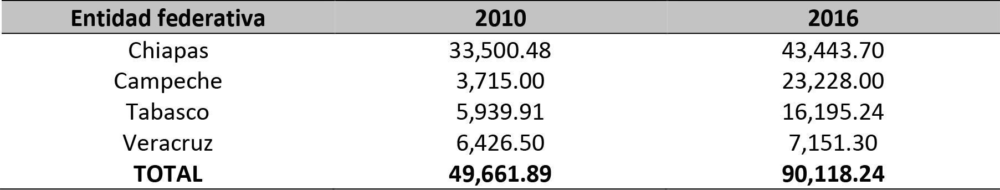 Entidad federativa 2010 2016
Chiapas 33,500.48 43,443.70
Campeche 3,715.00 23,228.00
Tabasco 5,939.91 16,195.24
Veracruz 6,426.50 7,151.30
TOTAL 49,661.89 90,118.24